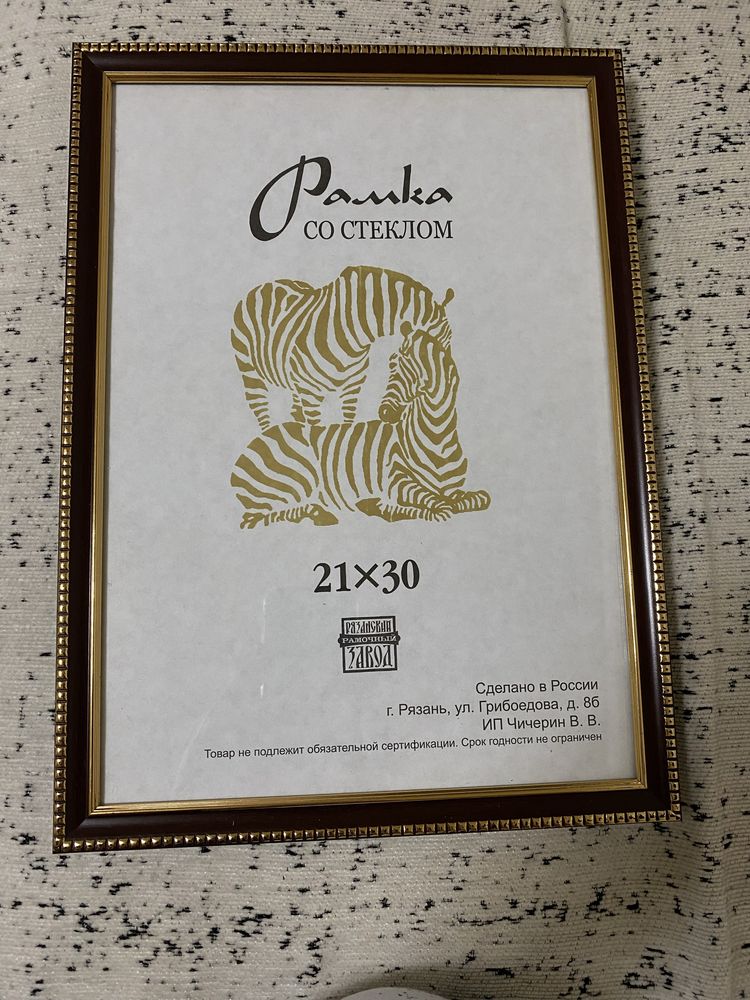 Рамка
СО СТЕКЛОМ
21×30
РЯЗАНСКИЙ
РАМОЧНЫЙ
ЗАВОД
Сделано в России
г. Рязань, ул. Грибоедова, д. 8б
ИП Чичерин В. В.
Товар не подлежит обязательной сертификации. Срок годности не ограничен